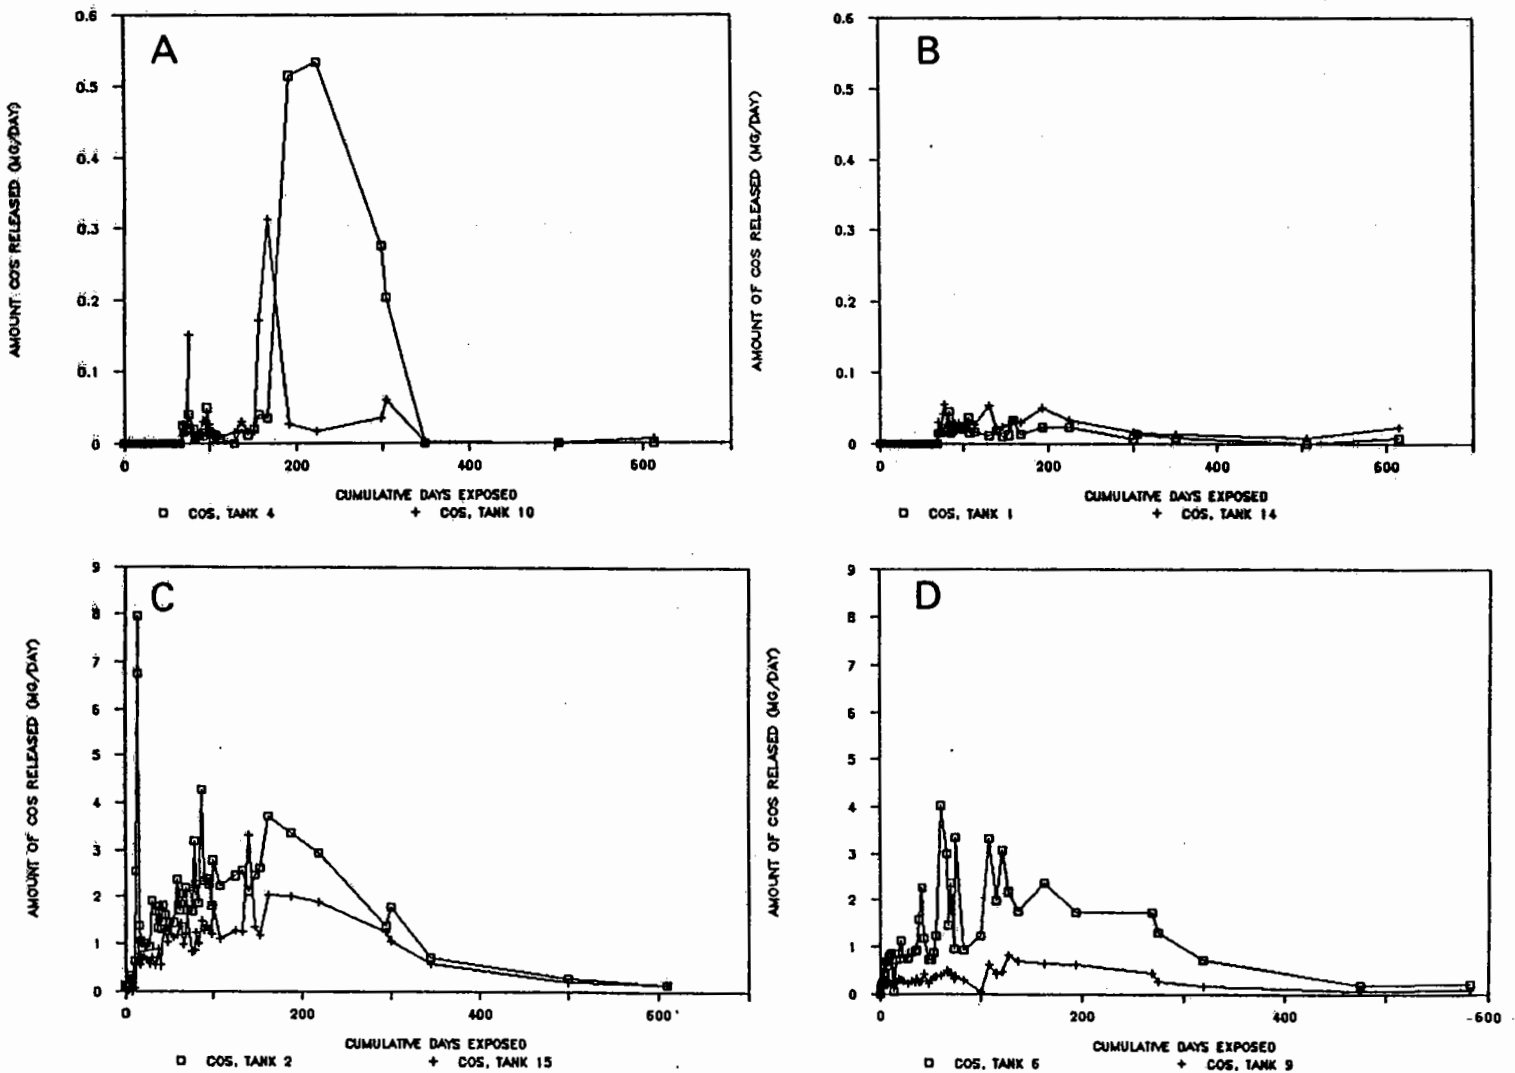 A
0.6
0.5
0.4
0.3
0.2
0.1
0
AMOUNT COS RELEASED (MG/DAY)
0 200 400 600
CUMULATIVE DAYS EXPOSED
COS, TANK 4 COS, TANK 10
B
0.6
0.5
0.4
0.3
0.2
0.1
0
AMOUNT OF COS RELEASED (MG/DAY)
0 200 400 600
CUMULATIVE DAYS EXPOSED
COS, TANK 1 COS, TANK 14
C
9
8
7
6
5
4
3
2
1
0
AMOUNT OF COS RELEASED (MG/DAY)
0 200 400 600
CUMULATIVE DAYS EXPOSED
COS, TANK 2 COS, TANK 15
D
9
8
7
6
5
4
3
2
1
0
AMOUNT OF COS RELASED (MG/DAY)
0 200 400 600
CUMULATIVE DAYS EXPOSED
COS, TANK 6 COS, TANK 9